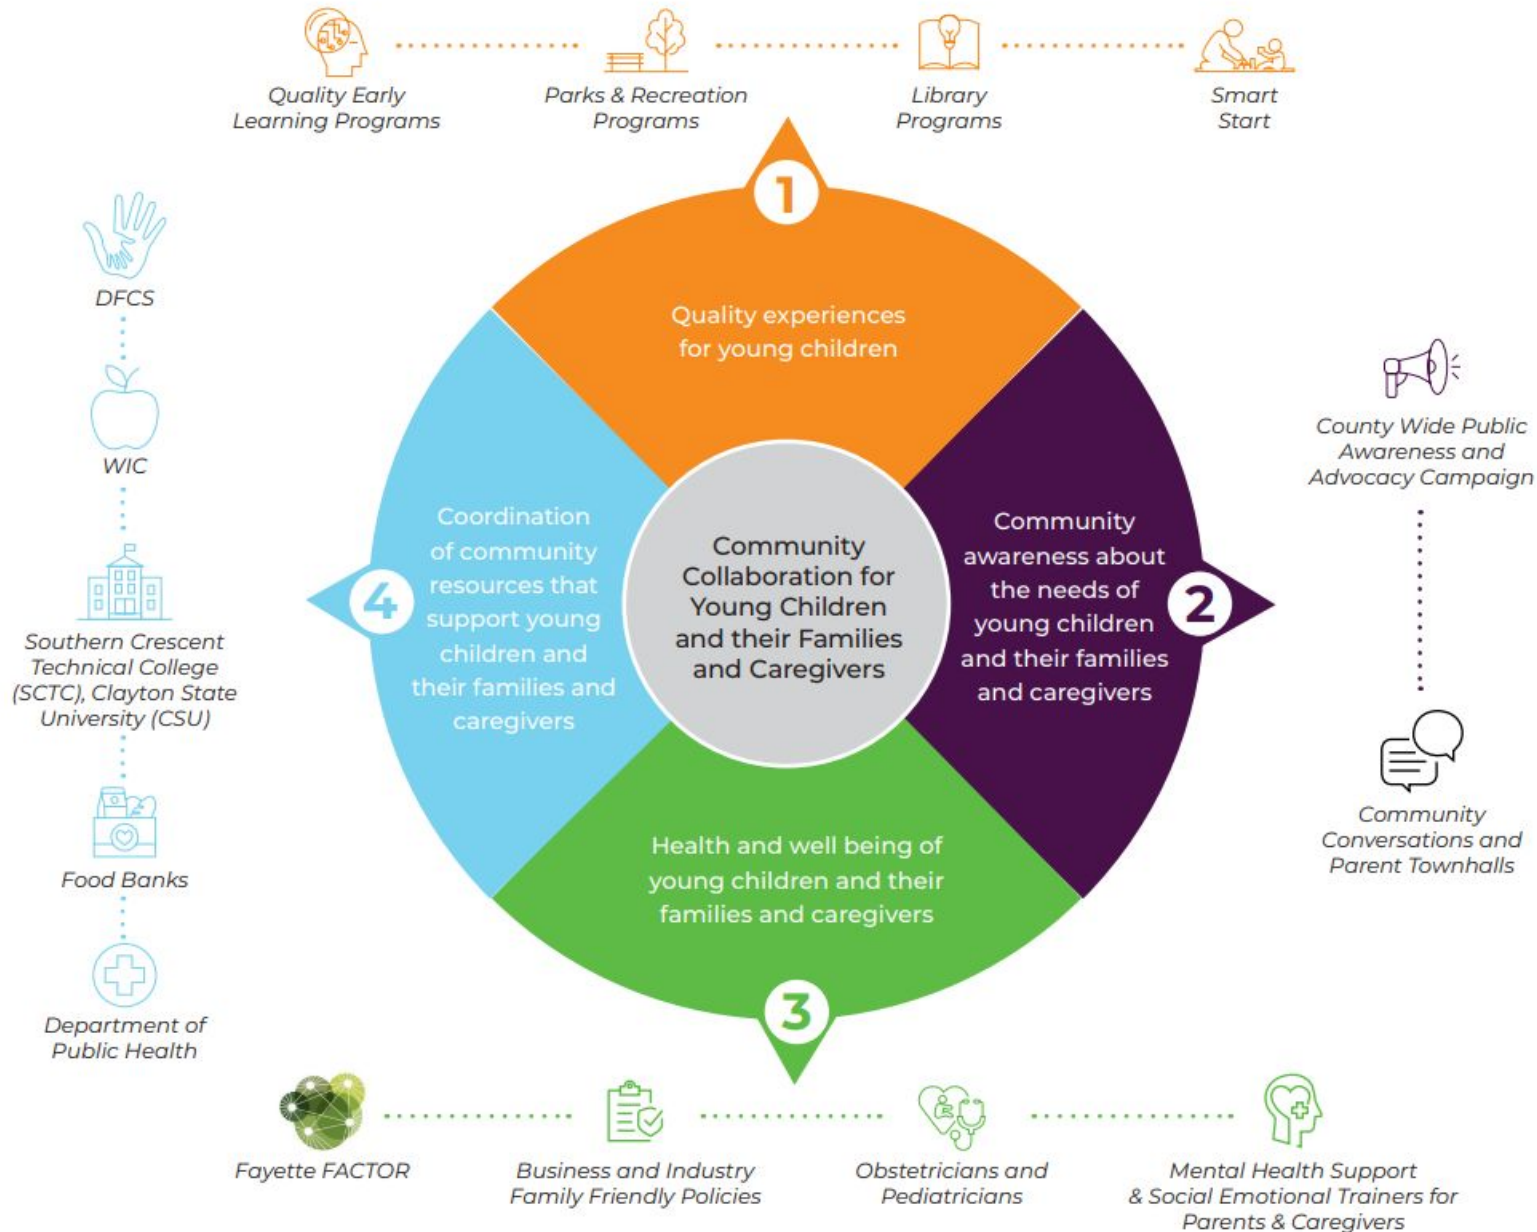 Quality Early
Learning Programs
Parks & Recreation
Programs
Library
Programs
Smart
Start
1
Quality experiences
for young children
2
Community
awareness about
the needs of
young children
and their families
and caregivers
County Wide Public
Awareness and
Advocacy Campaign
Community
Conversations and
Parent Townhalls
3
Health and well being of
young children and their
families and caregivers
Fayette FACTOR
Business and Industry
Family Friendly Policies
Obstetricians and
Pediatricians
Mental Health Support
& Social Emotional Trainers for
Parents & Caregivers
4
Coordination
of community
resources that
support young
children and
their families and
caregivers
DFCS
WIC
Southern Crescent
Technical College
(SCTC), Clayton State
University (CSU)
Food Banks
Department of
Public Health
Community
Collaboration for
Young Children
and their Families
and Caregivers